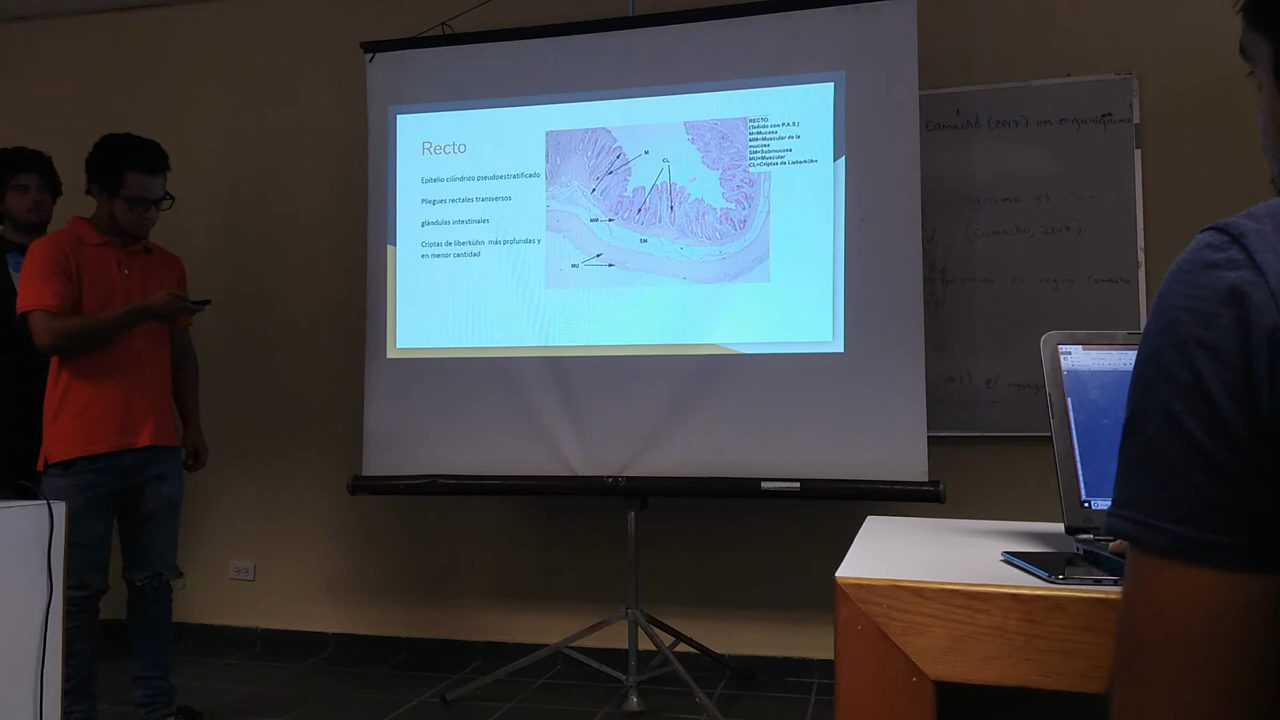 Recto
Epitelio cilíndrico pseudoestratificado
Pliegues rectales transversos
glándulas intestinales
Criptas de liberkühn más profundas y
en menor cantidad
M
CL
MM
SM
MU
RECTO
(Teñido con P.A.S.)
M=Mucosa
MM=Muscular de la
mucosa
SM=Submucosa
MU=Muscular
CL=Criptas de Lieberkühn
Camacho (2017) un organigrama
(Camacho, 2017).